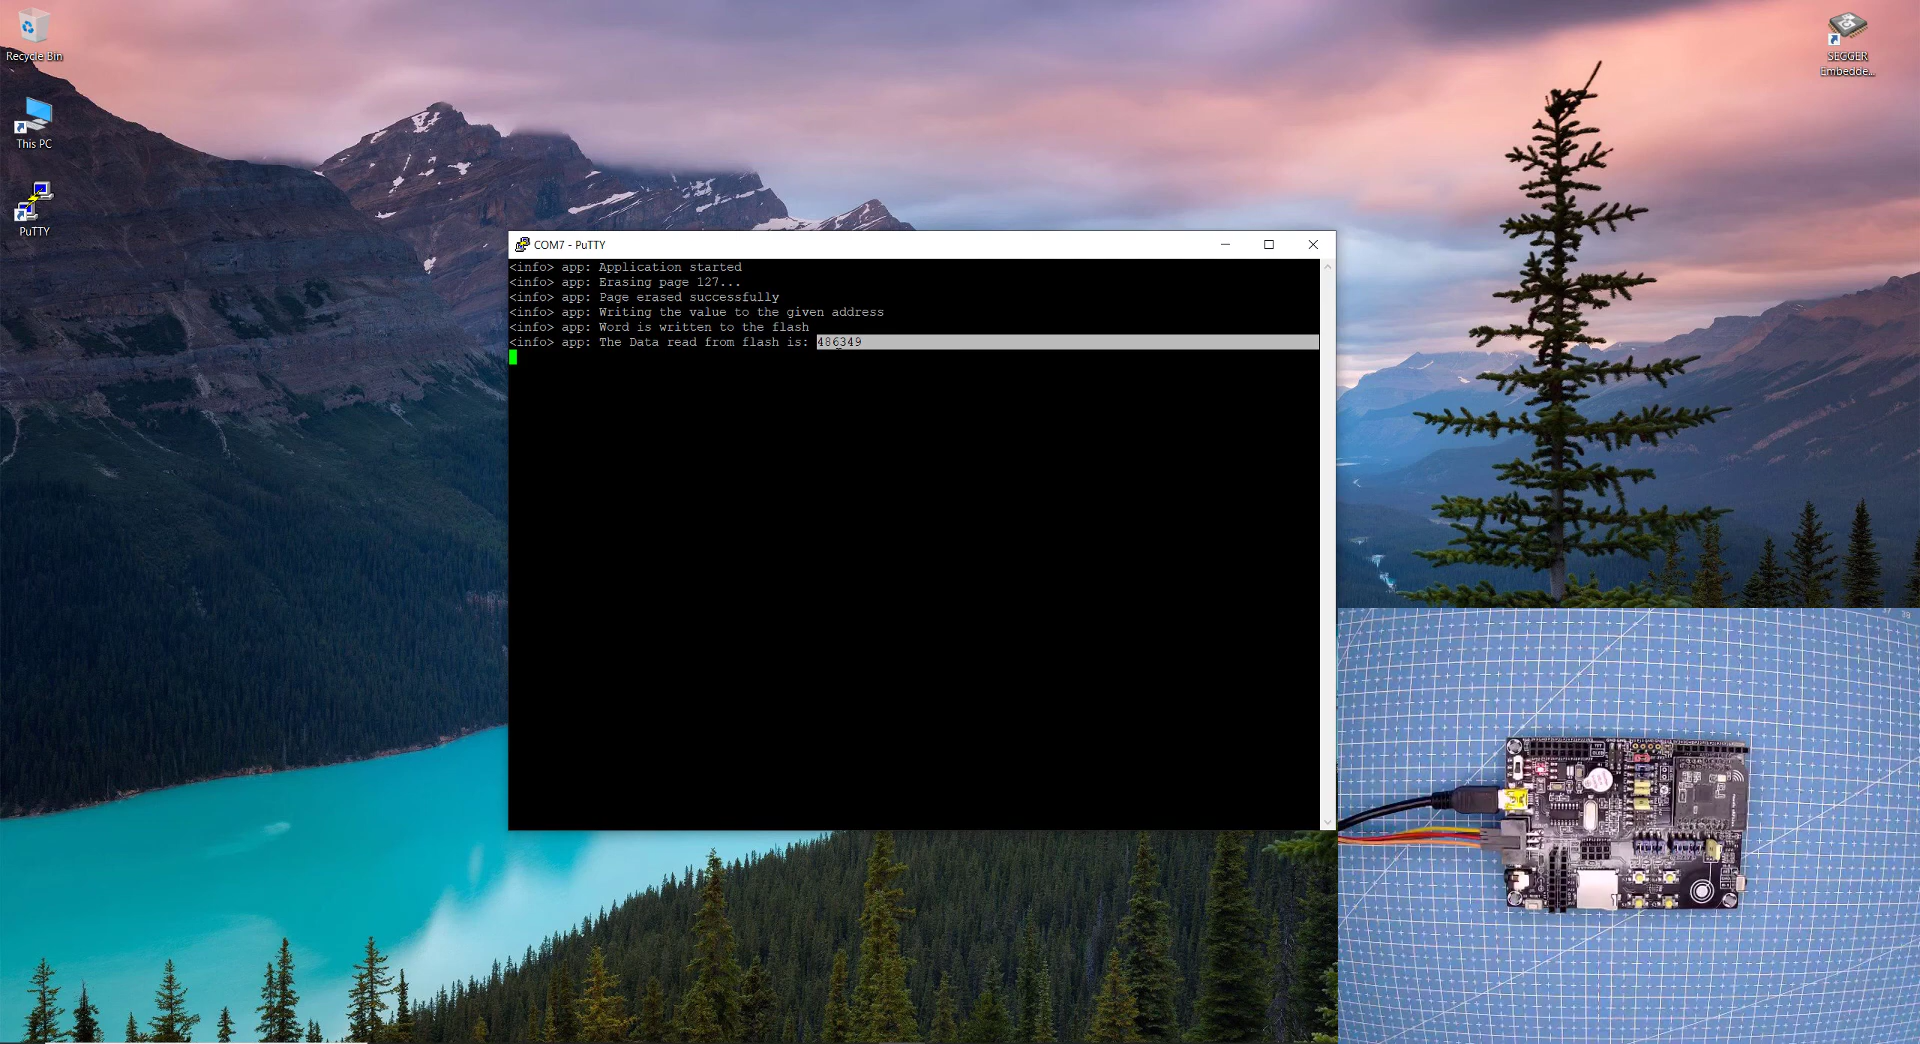 Recycle Bin
This PC
PuTTY
SEGGER
Embedde...
COM7 - PuTTY
<info> app: Application started
<info> app: Erasing page 127...
<info> app: Page erased successfully
<info> app: Writing the value to the given address
<info> app: Word is written to the flash
<info> app: The Data read from flash is: 486349